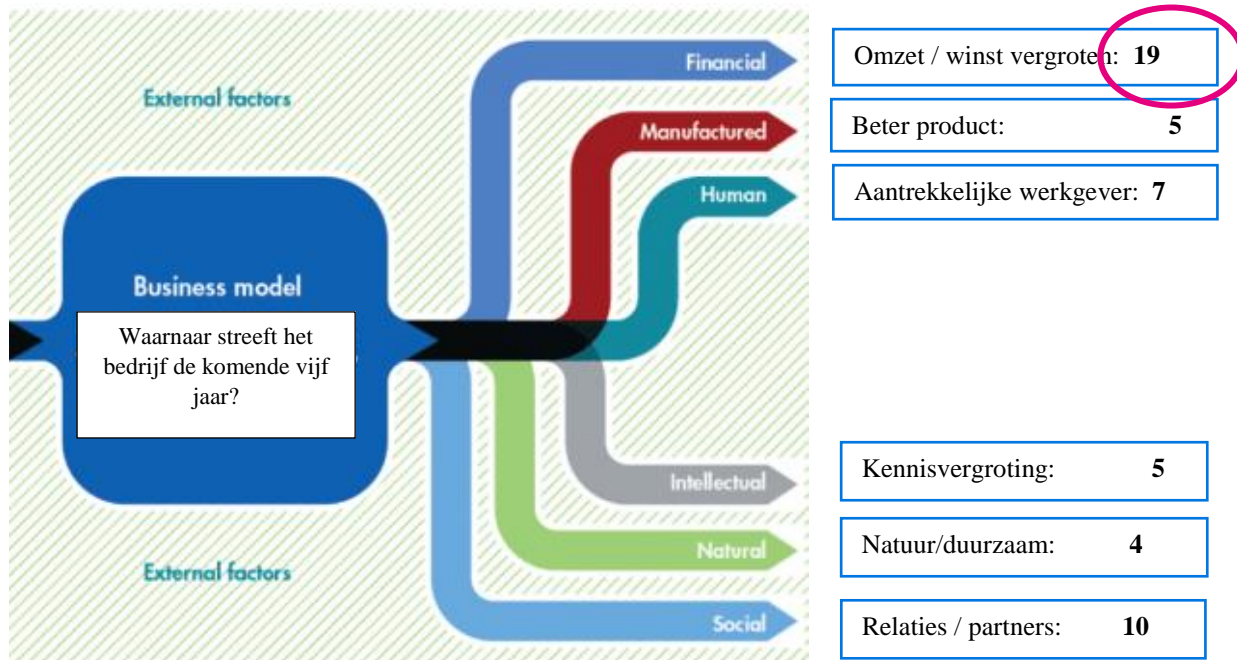 External factors
Financial
Omzet / winst vergroten: 19
Manufactured
Beter product: 5
Human
Aantrekkelijke werkgever: 7
Business model
Waarnaar streeft het
bedrijf de komende vijf
jaar?
Intellectual
Kennisvergroting: 5
Natural
Natuur/duurzaam: 4
External factors
Social
Relaties / partners: 10